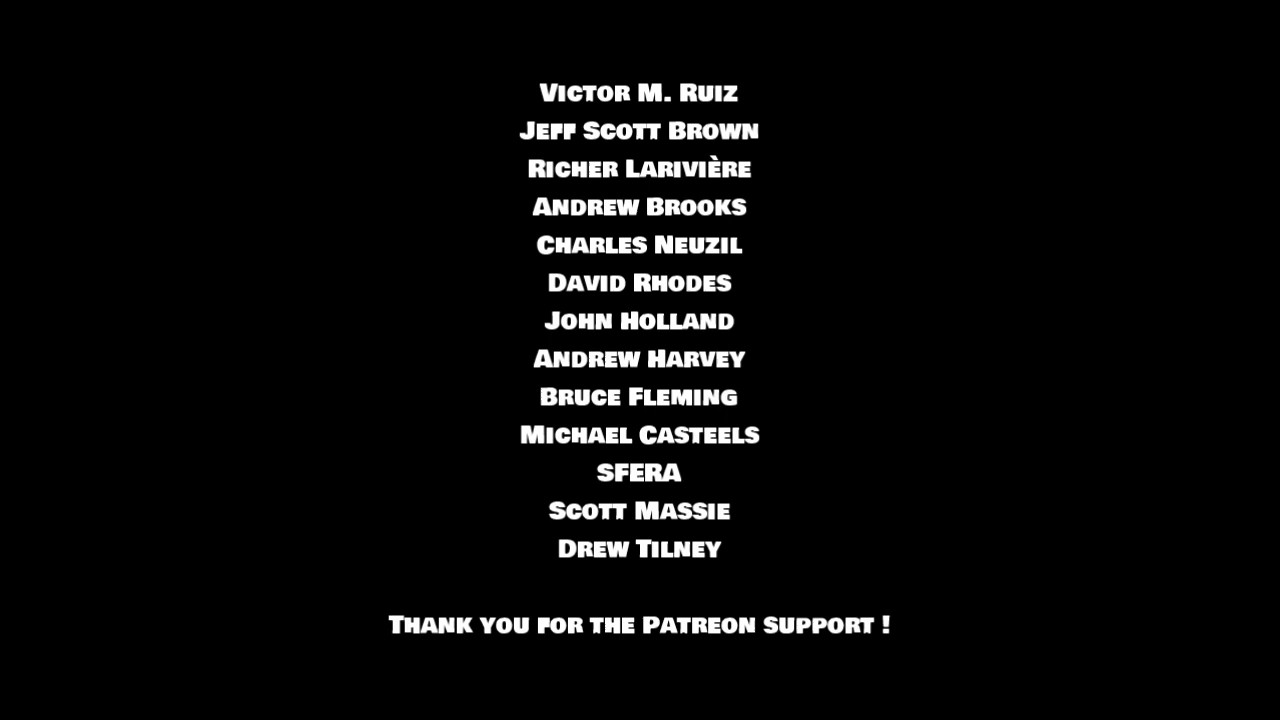 Victor M. Ruiz
Jeff Scott Brown
Richer Larivière
Andrew Brooks
Charles Neuzil
David Rhodes
John Holland
Andrew Harvey
Bruce Fleming
Michael Casteels
SFERA
Scott Massie
Drew Tilney
Thank you for the Patreon support !